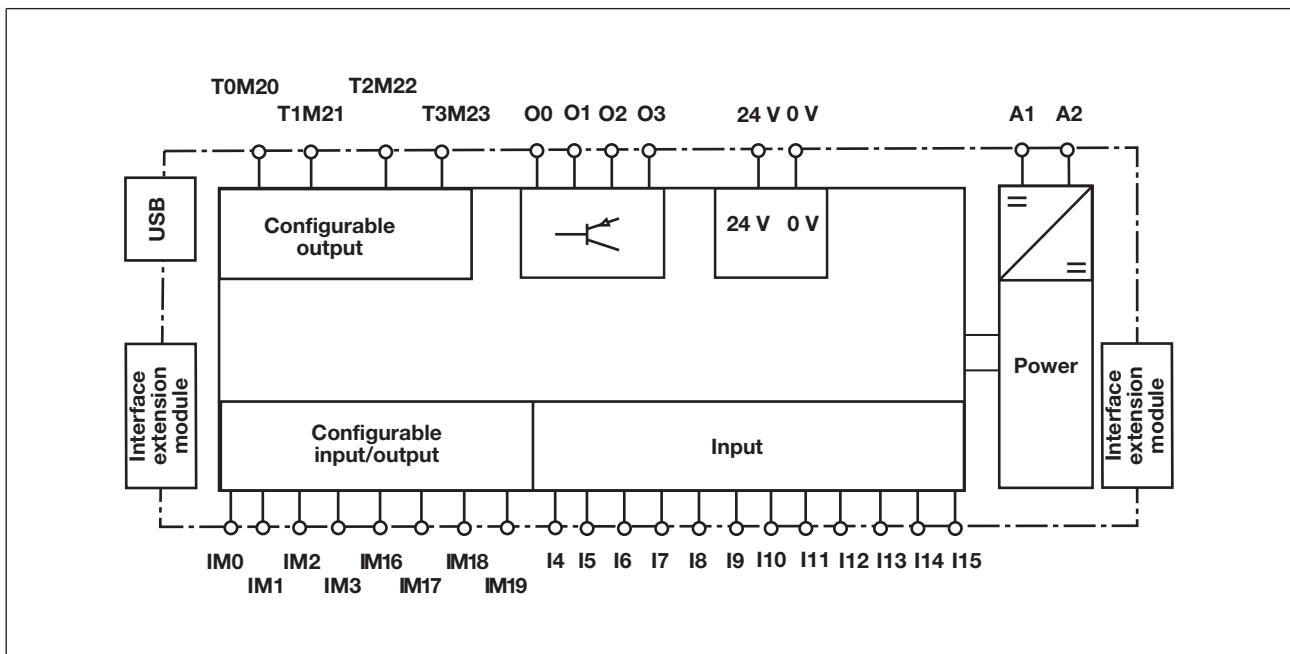 T0M20
T2M22
T1M21
T3M23
O0
O1
O2
O3
24 V
0 V
A1
A2
USB
Configurable
output
24 V
0 V
Interface
extension
module
Power
Interface
extension
module
Configurable
input/output
Input
IM0
IM2
IM16
IM18
I4
I5
I6
I7
I8
I9
I10
I11
I12
I13
I14
I15
IM1
IM3
IM17
IM19